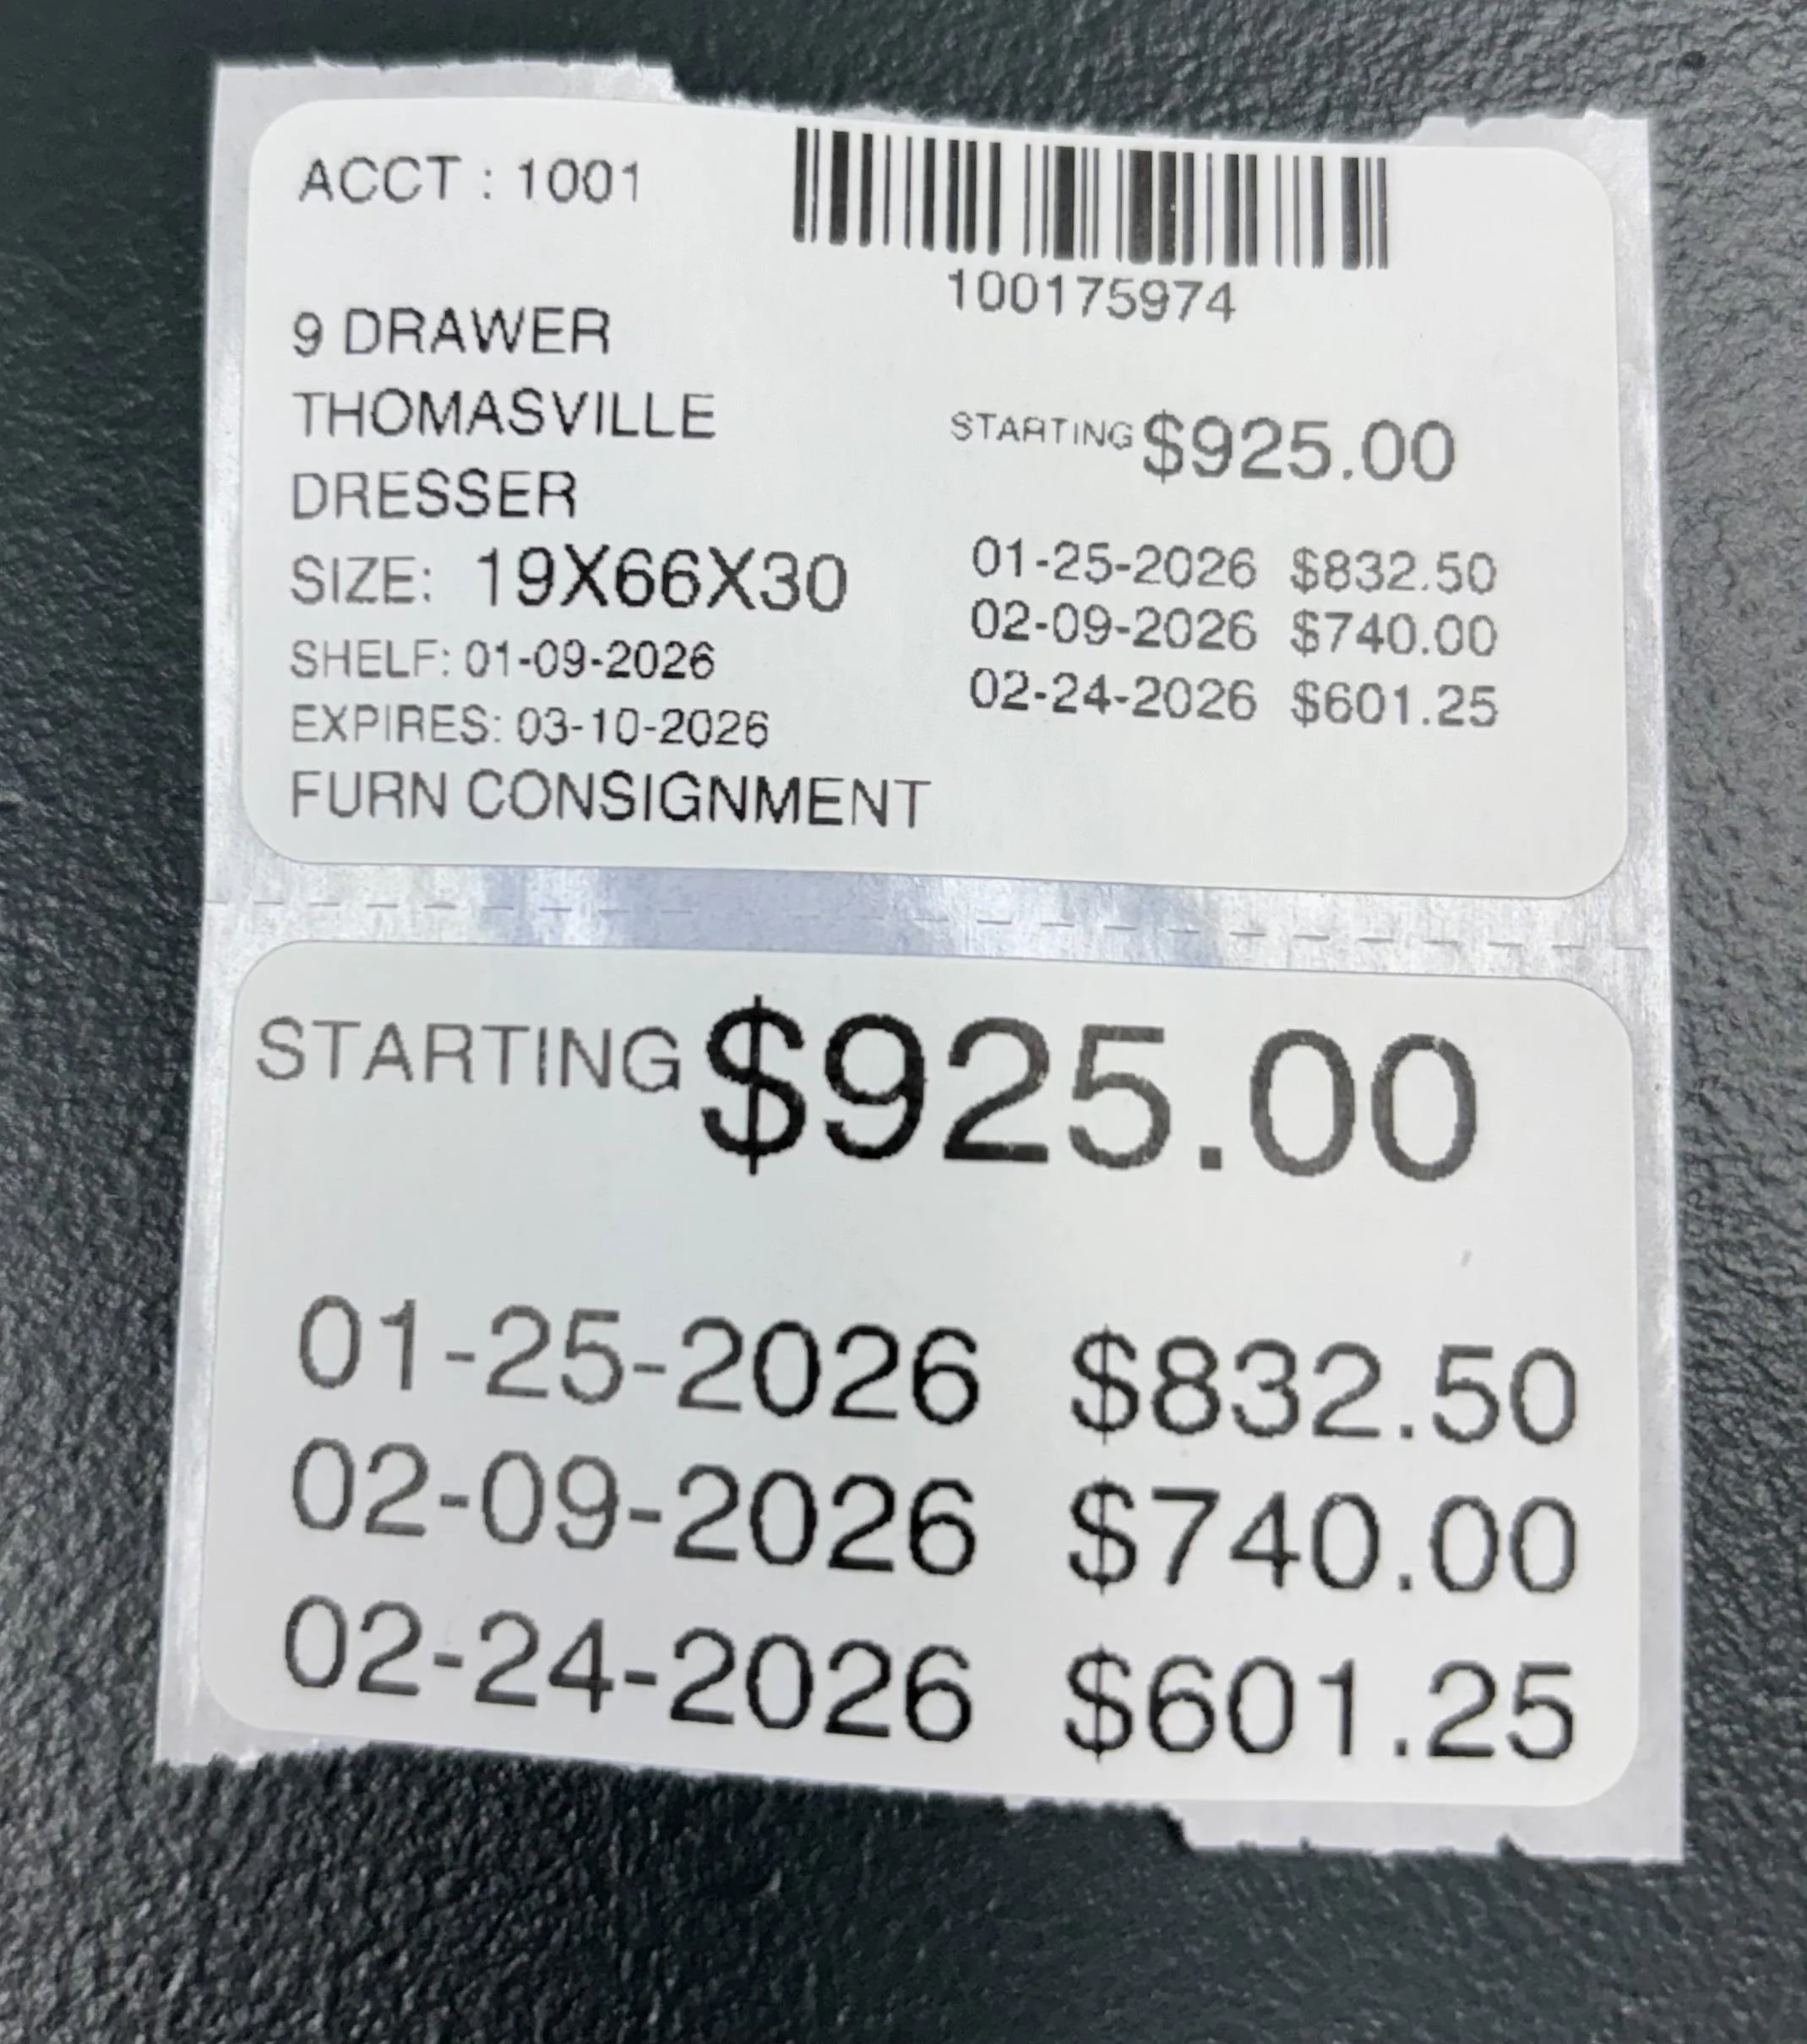 ACCT : 1001
100175974
9 DRAWER
THOMASVILLE
DRESSER
SIZE: 19X66X30
SHELF: 01-09-2026
EXPIRES: 03-10-2026
FURN CONSIGNMENT
STARTING $925.00
01-25-2026 $832.50
02-09-2026 $740.00
02-24-2026 $601.25
STARTING $925.00
01-25-2026 $832.50
02-09-2026 $740.00
02-24-2026 $601.25